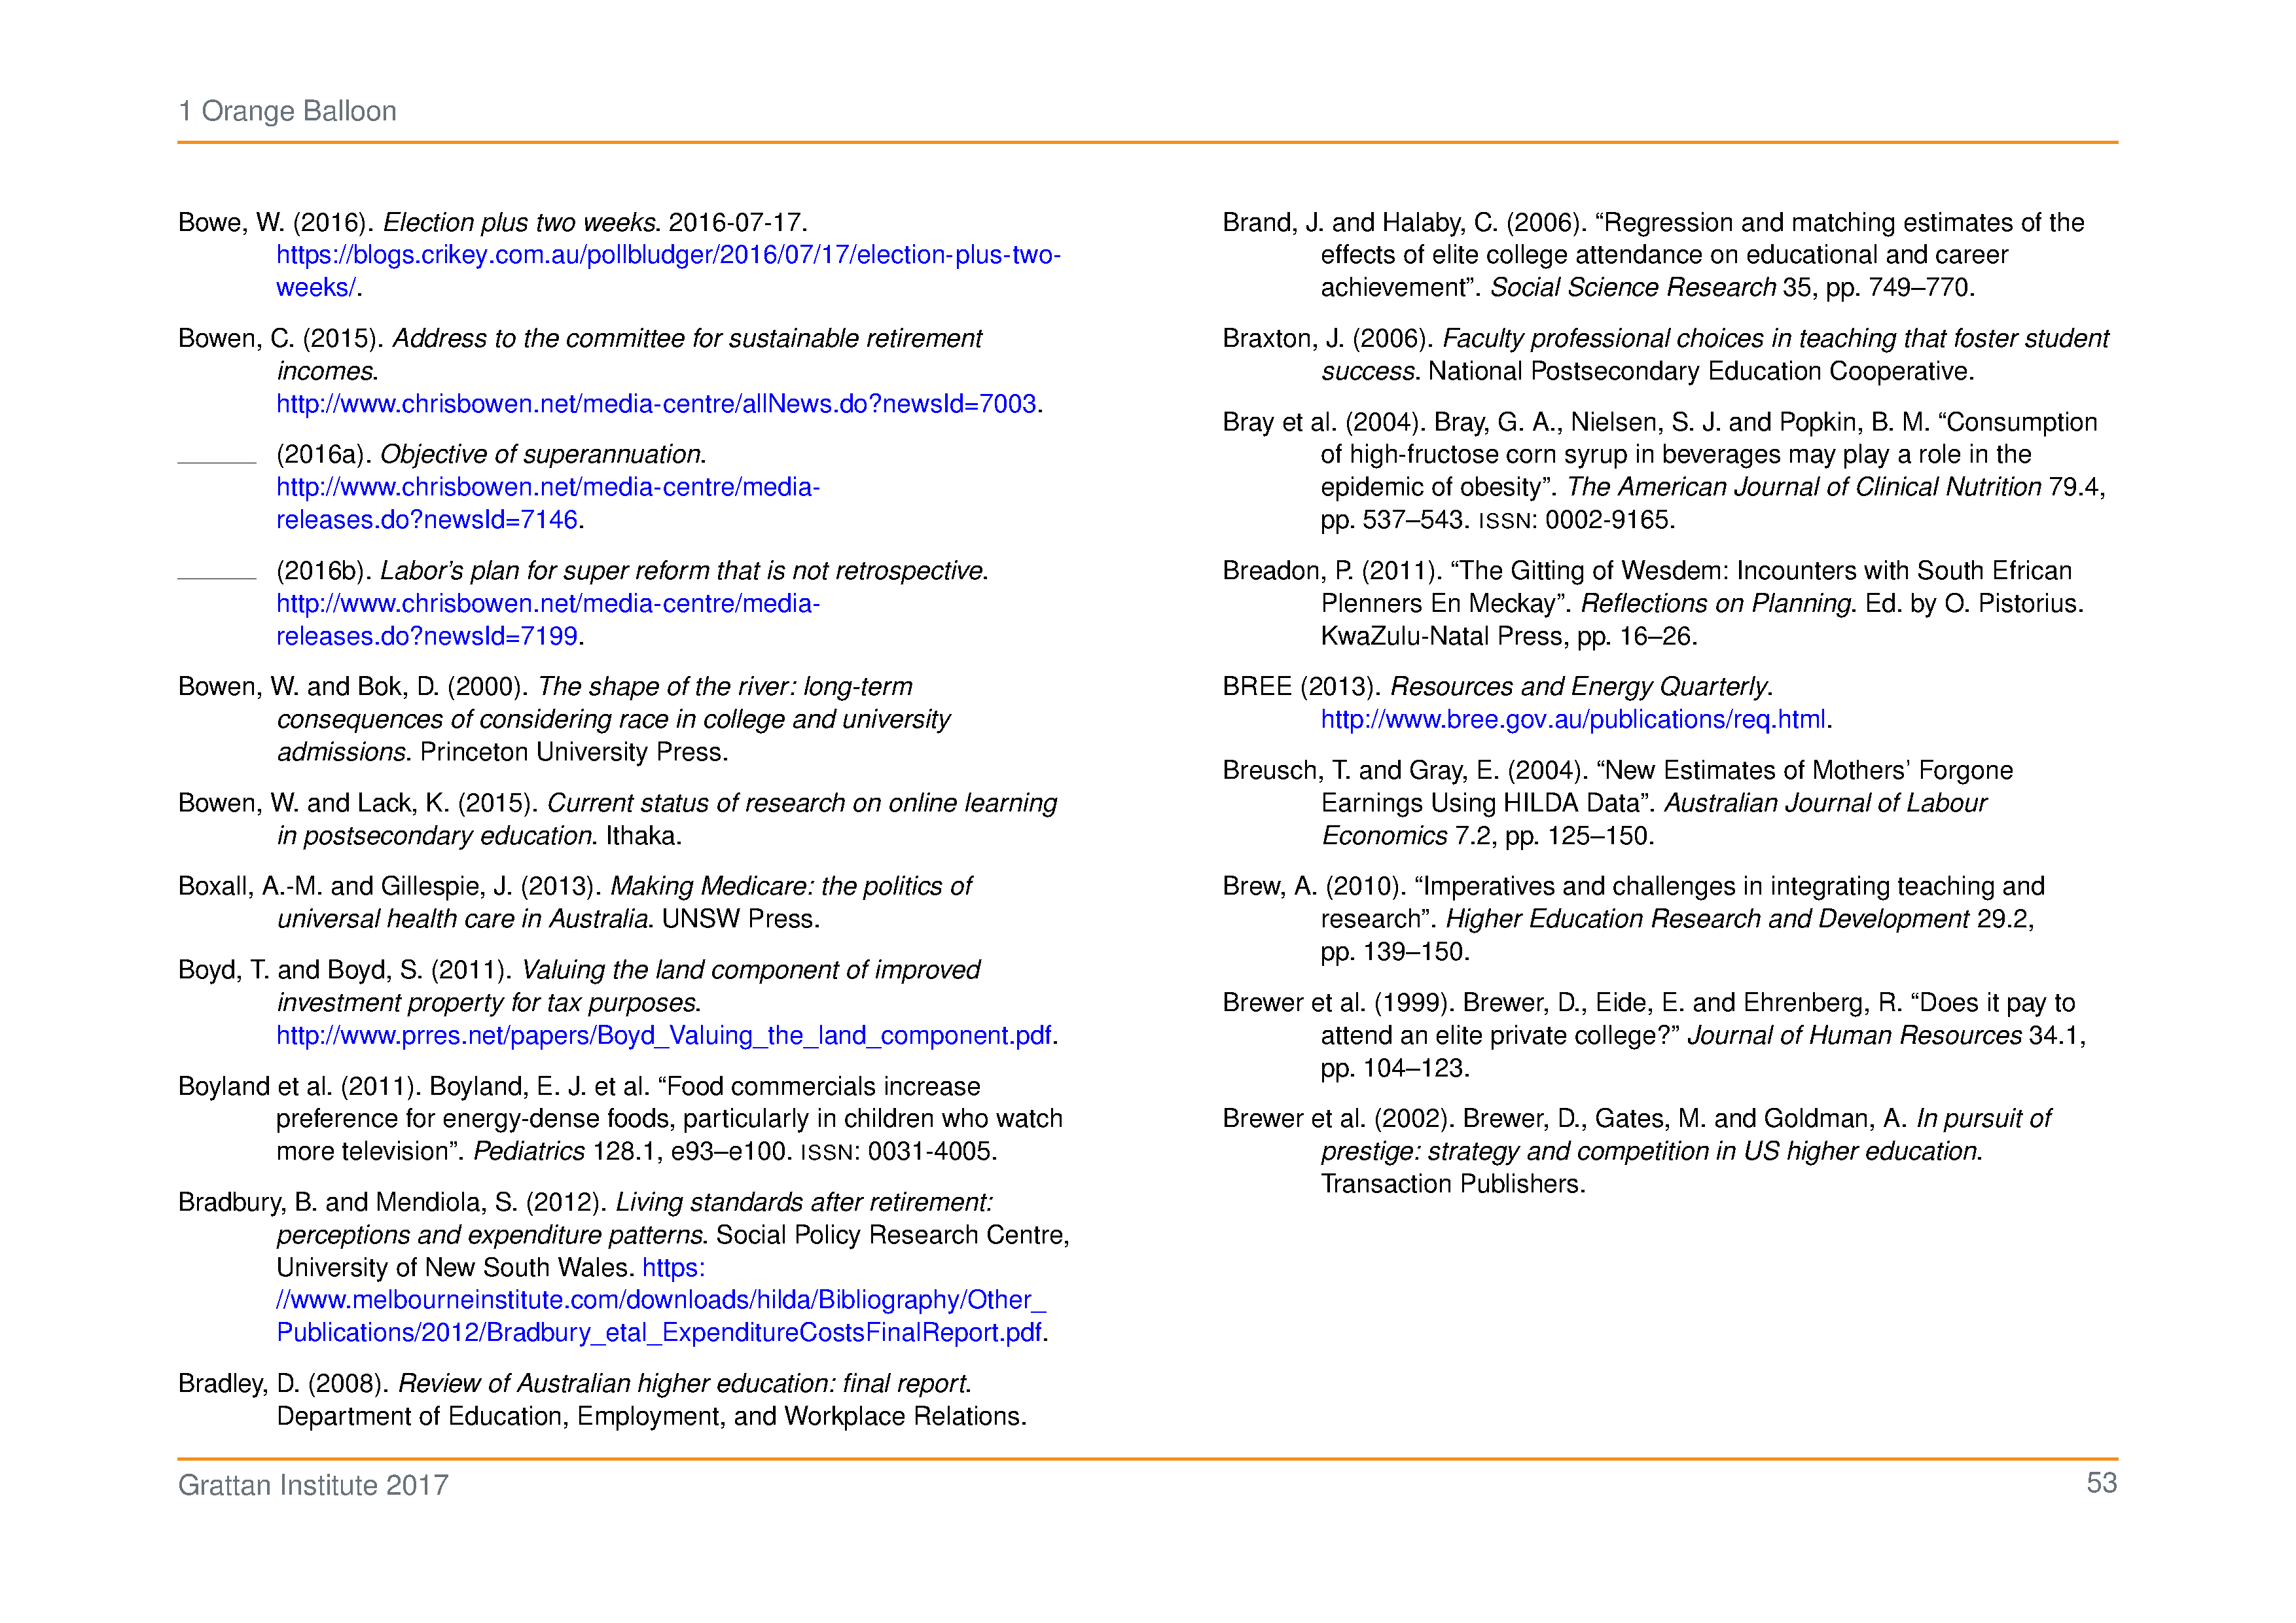 1 Orange Balloon
Bowe, W. (2016). Election plus two weeks. 2016-07-17.
https://blogs.crikey.com.au/pollbludger/2016/07/17/election-plus-two-
weeks/.
Bowen, C. (2015). Address to the committee for sustainable retirement
incomes.
http://www.chrisbowen.net/media-centre/allNews.do?newsId=7003.
(2016a). Objective of superannuation.
http://www.chrisbowen.net/media-centre/media-
releases.do?newsId=7146.
(2016b). Labor’s plan for super reform that is not retrospective.
http://www.chrisbowen.net/media-centre/media-
releases.do?newsId=7199.
Bowen, W. and Bok, D. (2000). The shape of the river: long-term
consequences of considering race in college and university
admissions. Princeton University Press.
Bowen, W. and Lack, K. (2015). Current status of research on online learning
in postsecondary education. Ithaka.
Boxall, A.-M. and Gillespie, J. (2013). Making Medicare: the politics of
universal health care in Australia. UNSW Press.
Boyd, T. and Boyd, S. (2011). Valuing the land component of improved
investment property for tax purposes.
http://www.prres.net/papers/Boyd_Valuing_the_land_component.pdf.
Boyland et al. (2011). Boyland, E. J. et al. “Food commercials increase
preference for energy-dense foods, particularly in children who watch
more television”. Pediatrics 128.1, e93–e100. ISSN: 0031-4005.
Bradbury, B. and Mendiola, S. (2012). Living standards after retirement:
perceptions and expenditure patterns. Social Policy Research Centre,
University of New South Wales. https:
//www.melbourneinstitute.com/downloads/hilda/Bibliography/Other_
Publications/2012/Bradbury_etal_ExpenditureCostsFinalReport.pdf.
Bradley, D. (2008). Review of Australian higher education: final report.
Department of Education, Employment, and Workplace Relations.
Brand, J. and Halaby, C. (2006). “Regression and matching estimates of the
effects of elite college attendance on educational and career
achievement”. Social Science Research 35, pp. 749–770.
Braxton, J. (2006). Faculty professional choices in teaching that foster student
success. National Postsecondary Education Cooperative.
Bray et al. (2004). Bray, G. A., Nielsen, S. J. and Popkin, B. M. “Consumption
of high-fructose corn syrup in beverages may play a role in the
epidemic of obesity”. The American Journal of Clinical Nutrition 79.4,
pp. 537–543. ISSN: 0002-9165.
Breadon, P. (2011). “The Gitting of Wesdem: Incounters with South Efrican
Plenners En Meckay”. Reflections on Planning. Ed. by O. Pistorius.
KwaZulu-Natal Press, pp. 16–26.
BREE (2013). Resources and Energy Quarterly.
http://www.bree.gov.au/publications/req.html.
Breusch, T. and Gray, E. (2004). “New Estimates of Mothers’ Forgone
Earnings Using HILDA Data”. Australian Journal of Labour
Economics 7.2, pp. 125–150.
Brew, A. (2010). “Imperatives and challenges in integrating teaching and
research”. Higher Education Research and Development 29.2,
pp. 139–150.
Brewer et al. (1999). Brewer, D., Eide, E. and Ehrenberg, R. “Does it pay to
attend an elite private college?” Journal of Human Resources 34.1,
pp. 104–123.
Brewer et al. (2002). Brewer, D., Gates, M. and Goldman, A. In pursuit of
prestige: strategy and competition in US higher education.
Transaction Publishers.
Grattan Institute 2017
53